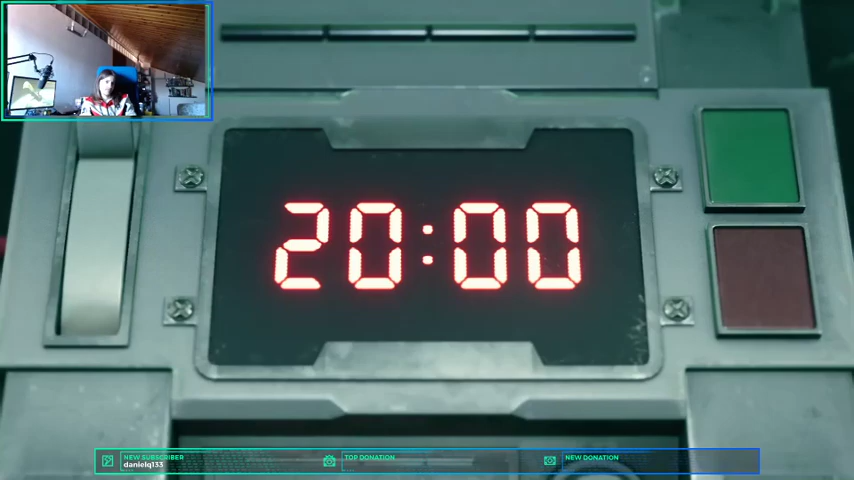 20:00
NEW SUBSCRIBER
danielq133
TOP DONATION
NEW DONATION